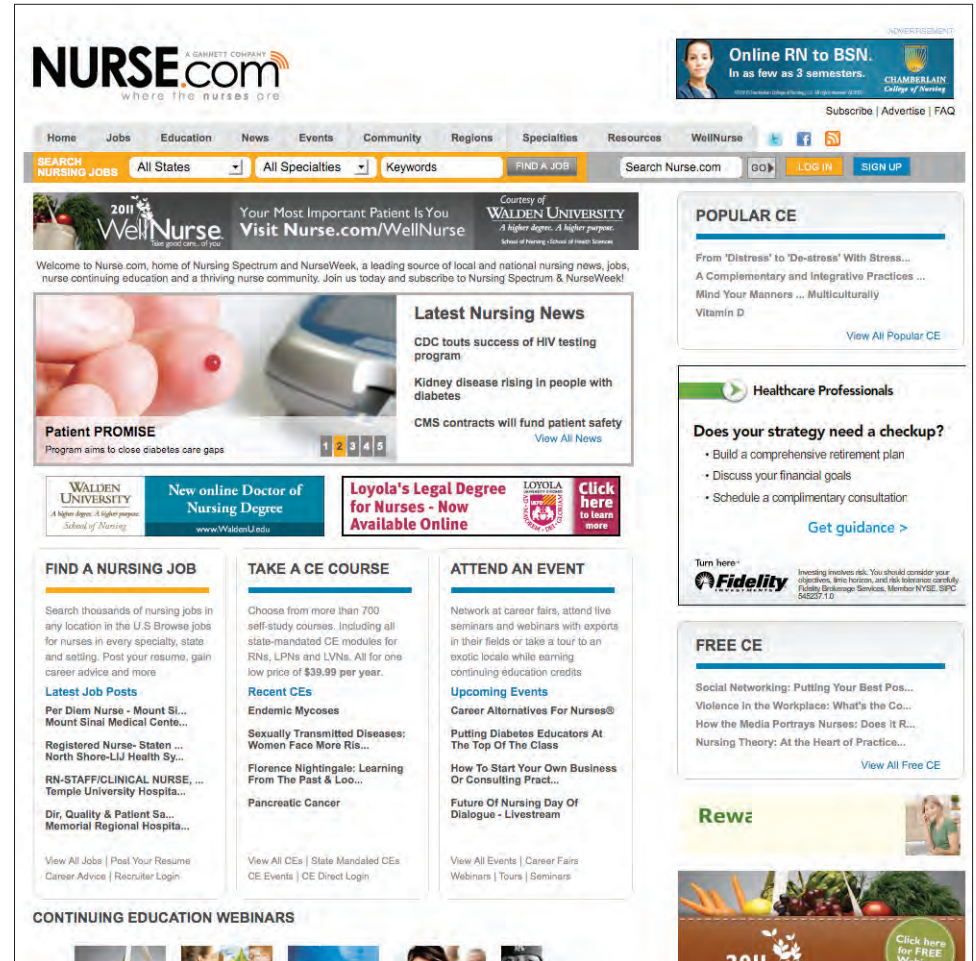 ADVERTISEMENT
A GANNETT COMPANY
NURSE.com
where the nurses are
Online RN to BSN.
In as few as 3 semesters.
CHAMBERLAIN
College of Nursing
Subscribe | Advertise | FAQ
Home Jobs Education News Events Community Regions Specialties Resources WellNurse
SEARCH
NURSING JOBS All States All Specialties Keywords FIND A JOB Search Nurse.com GO LOG IN SIGN UP
2011
WellNurse
Take good care... of you
Your Most Important Patient Is You
Visit Nurse.com/WellNurse
Courtesy of
WALDEN UNIVERSITY
A higher degree. A higher purpose.
School of Nursing • School of Health Sciences
Welcome to Nurse.com, home of Nursing Spectrum and NurseWeek, a leading source of local and national nursing news, jobs,
nurse continuing education and a thriving nurse community. Join us today and subscribe to Nursing Spectrum & NurseWeek!
Latest Nursing News
CDC touts success of HIV testing
program
Kidney disease rising in people with
diabetes
CMS contracts will fund patient safety
View All News
Patient PROMISE
Program aims to close diabetes care gaps
1 2 3 4 5
WALDEN
UNIVERSITY
A higher degree. A higher purpose.
School of Nursing
New online Doctor of
Nursing Degree
www.WaldenU.edu
Loyola's Legal Degree
for Nurses - Now
Available Online
LOYOLA
Click
here
to learn
more
FIND A NURSING JOB
Search thousands of nursing jobs in
any location in the U.S Browse jobs
for nurses in every specialty, state
and setting. Post your resume, gain
career advice and more
Latest Job Posts
Per Diem Nurse - Mount Si...
Mount Sinai Medical Cente...
Registered Nurse- Staten ...
North Shore-LIJ Health Sy...
RN-STAFF/CLINICAL NURSE, ...
Temple University Hospita...
Dir, Quality & Patient Sa...
Memorial Regional Hospita...
View All Jobs | Post Your Resume
Career Advice | Recruiter Login
TAKE A CE COURSE
Choose from more than 700
self-study courses. Including all
state-mandated CE modules for
RNs, LPNs and LVNs. All for one
low price of $39.99 per year.
Recent CEs
Endemic Mycoses
Sexually Transmitted Diseases:
Women Face More Ris...
Florence Nightingale: Learning
From The Past & Loo...
Pancreatic Cancer
View All CEs | State Mandated CEs
CE Events | CE Direct Login
ATTEND AN EVENT
Network at career fairs, attend live
seminars and webinars with experts
in their fields or take a tour to an
exotic locale while earning
continuing education credits
Upcoming Events
Career Alternatives For Nurses®
Putting Diabetes Educators At
The Top Of The Class
How To Start Your Own Business
Or Consulting Pract...
Future Of Nursing Day Of
Dialogue - Livestream
View All Events | Career Fairs
Webinars | Tours | Seminars
CONTINUING EDUCATION WEBINARS
POPULAR CE
From 'Distress' to 'De-stress' With Stress...
A Complementary and Integrative Practices ...
Mind Your Manners ... Multiculturally
Vitamin D
View All Popular CE
Healthcare Professionals
Does your strategy need a checkup?
• Build a comprehensive retirement plan
• Discuss your financial goals
• Schedule a complimentary consultation
Get guidance >
Turn here
Fidelity
INVESTMENTS
Investing involves risk. You should consider your
objectives, time horizon, and risk tolerance carefully
Fidelity Brokerage Services, Member NYSE, SIPC
545237.1.0
FREE CE
Social Networking: Putting Your Best Pos...
Violence in the Workplace: What's the Co...
How the Media Portrays Nurses: Does It R...
Nursing Theory: At the Heart of Practice...
View All Free CE
Rewa
2011
Click here
for FREE